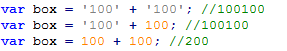 var box = '100' + '100'; //100100
var box = '100' + 100; //100100
var box = 100 + 100; //200